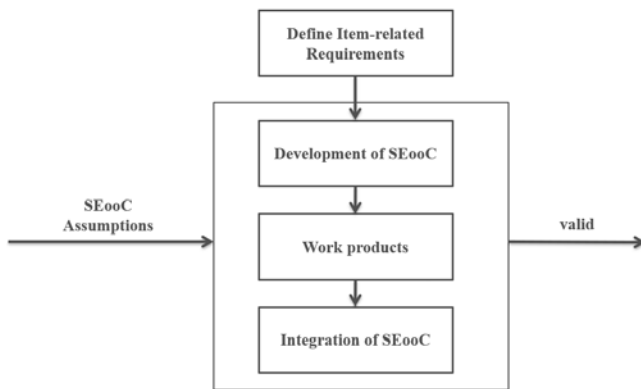 Define Item-related
Requirements
Development of SEooC
SEooC
Assumptions
valid
Work products
Integration of SEooC